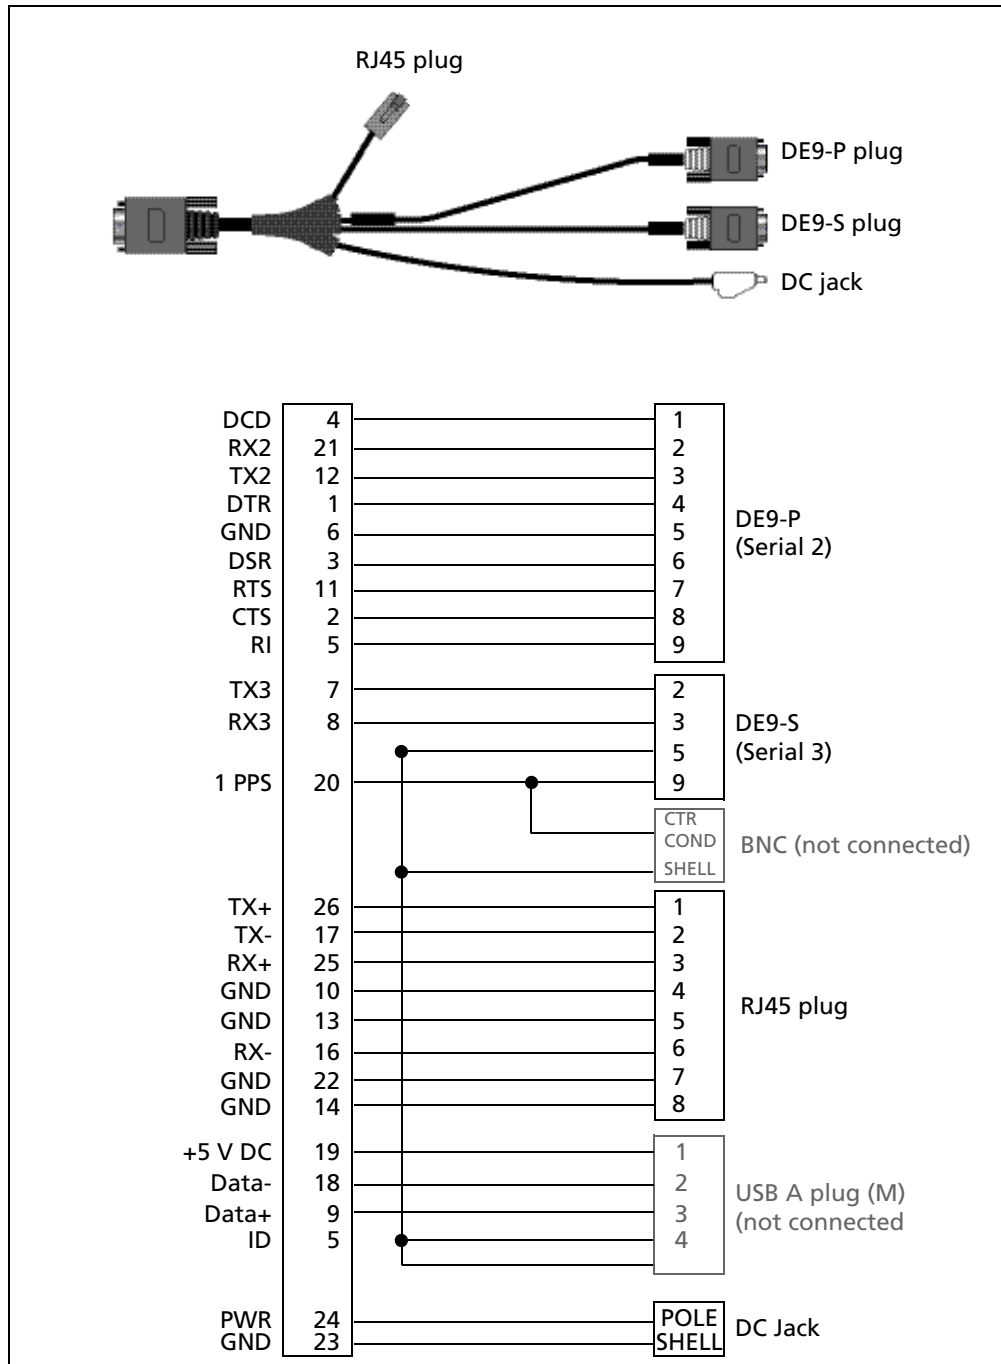 RJ45 plug
DE9-P plug
DE9-S plug
DC jack
DCD 4 1
RX2 21 2
TX2 12 3
DTR 1 4
GND 6 5
DSR 3 6
RTS 11 7
CTS 2 8
RI 5 9
DE9-P
(Serial 2)
TX3 7 2
RX3 8 3
5
1 PPS 20 9
DE9-S
(Serial 3)
CTR
COND
SHELL
BNC (not connected)
TX+ 26 1
TX- 17 2
RX+ 25 3
GND 10 4
GND 13 5
RX- 16 6
GND 22 7
GND 14 8
RJ45 plug
+5 V DC 19 1
Data- 18 2
Data+ 9 3
ID 5 4
USB A plug (M)
(not connected
PWR 24 POLE
GND 23 SHELL
DC Jack